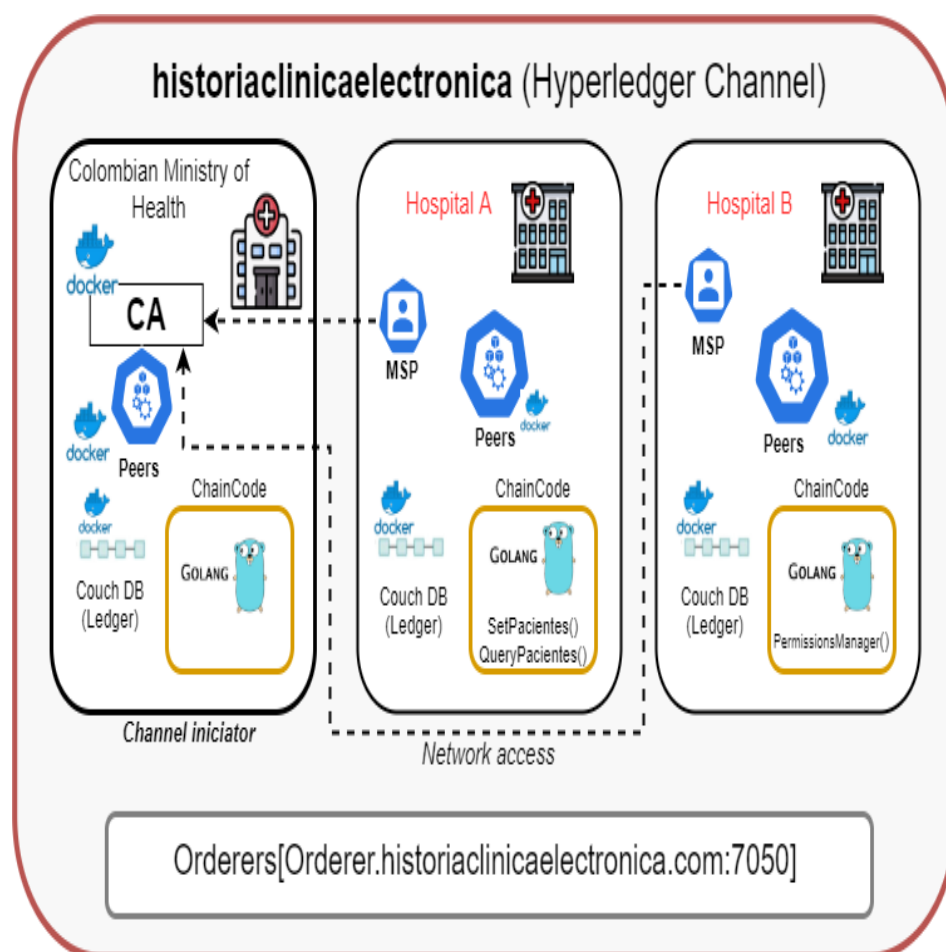 historiaclinicaelectronica (Hyperledger Channel)
Colombian Ministry of
Health
docker
CA
docker
Peers
docker
Couch DB
(Ledger)
ChainCode
GOLANG
Channel iniciator
Hospital A
MSP
Peers
docker
docker
Couch DB
(Ledger)
ChainCode
GOLANG
SetPacientes()
QueryPacientes()
Hospital B
MSP
Peers
docker
docker
Couch DB
(Ledger)
ChainCode
GOLANG
PermissionsManager()
Network access
Orderers[Orderer.historiaclinicaelectronica.com:7050]